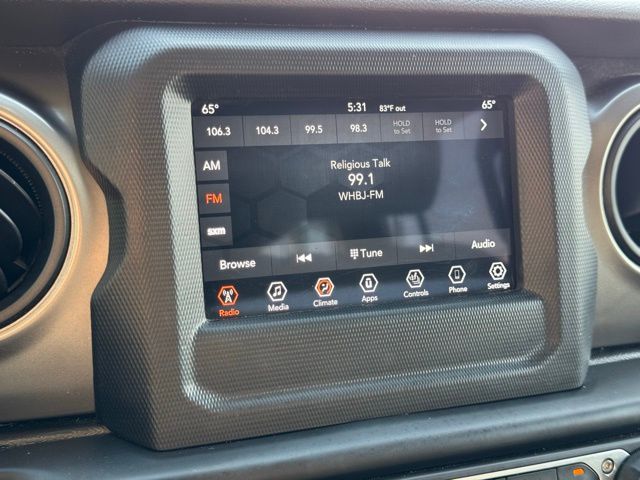 65° 5:31 83°F out 65°
106.3 104.3 99.5 98.3 HOLD to Set HOLD to Set
AM
FM
sxm
Religious Talk
99.1
WHBJ-FM
Browse Tune Audio
Radio Media Climate Apps Controls Phone Settings